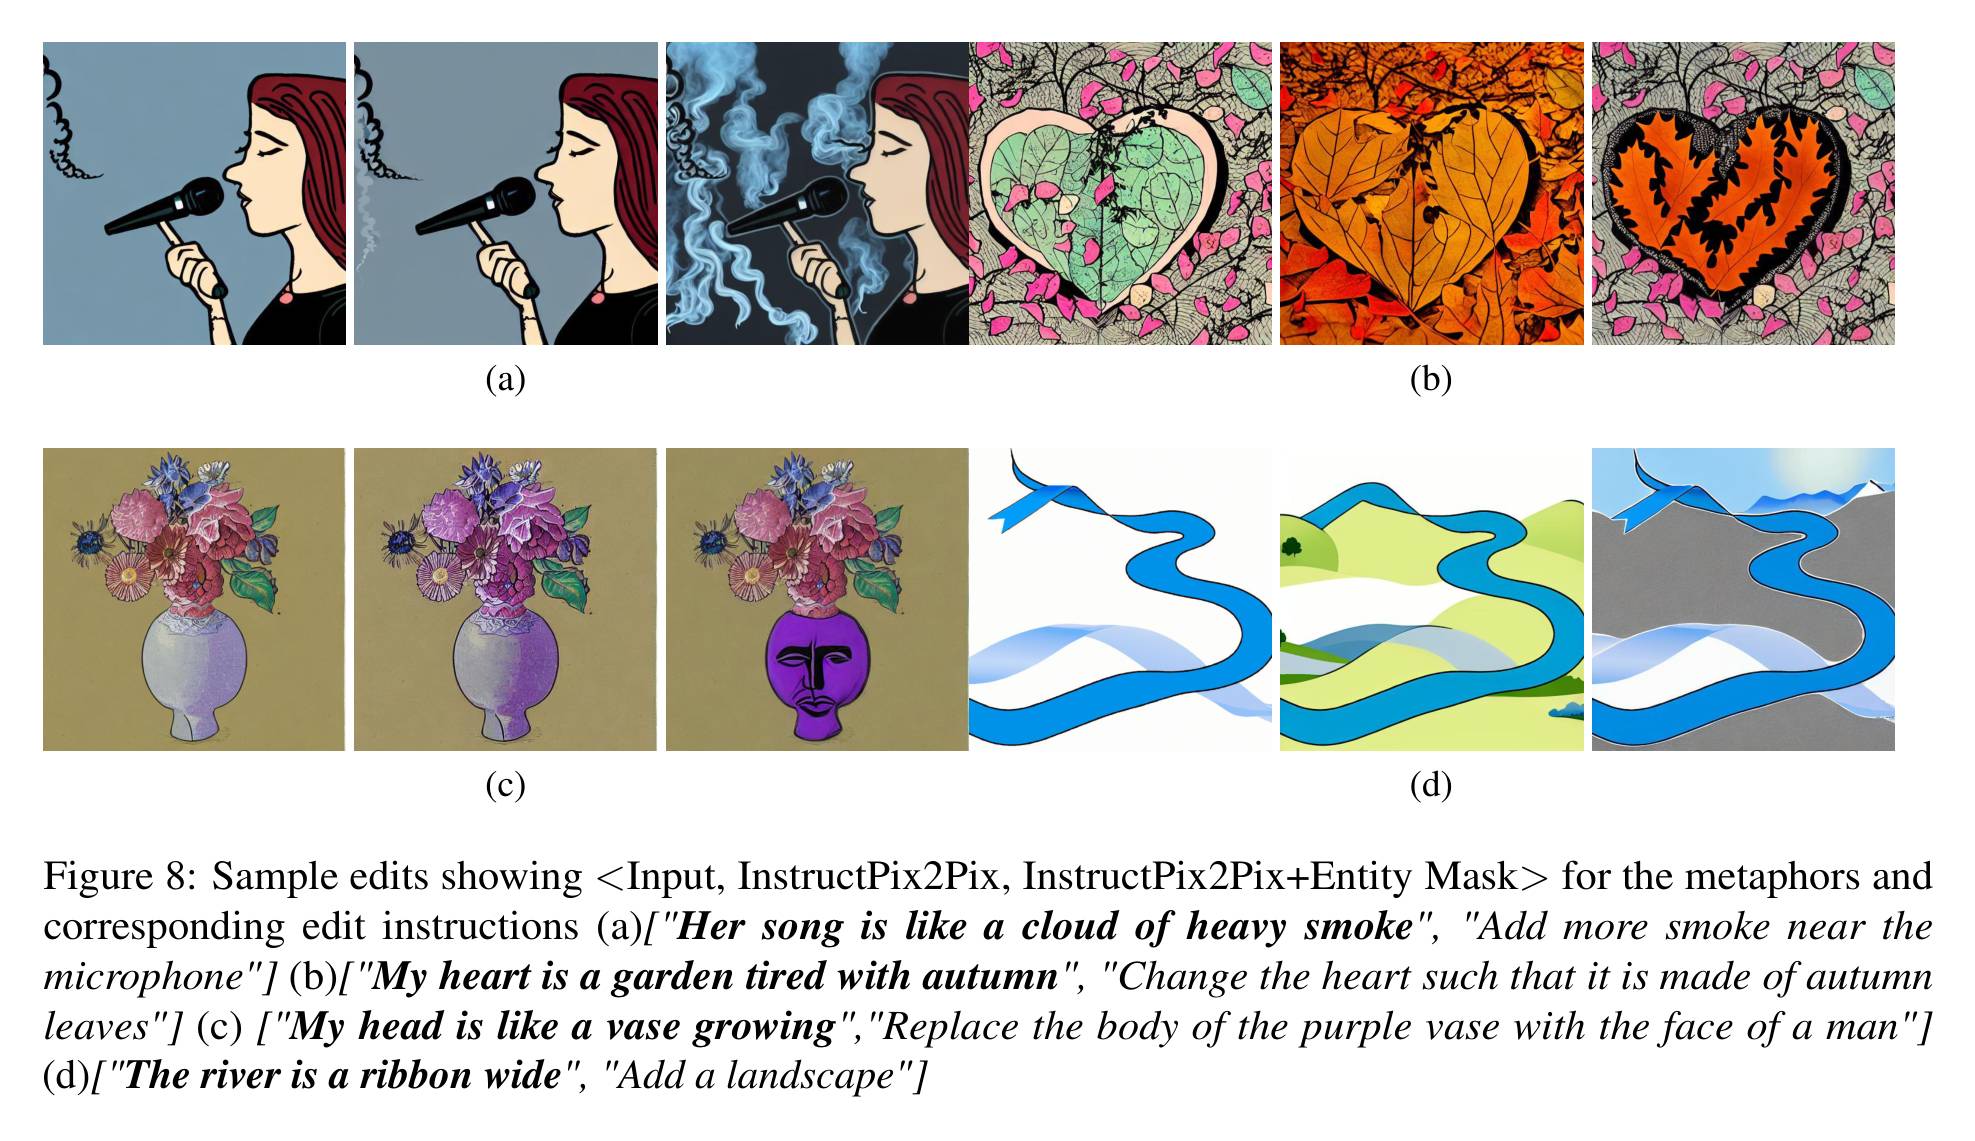 (a)
(b)
(c)
(d)
Figure 8: Sample edits showing <Input, InstructPix2Pix, InstructPix2Pix+Entity Mask> for the metaphors and
corresponding edit instructions (a)["Her song is like a cloud of heavy smoke", "Add more smoke near the
microphone"] (b)["My heart is a garden tired with autumn", "Change the heart such that it is made of autumn
leaves"] (c) ["My head is like a vase growing","Replace the body of the purple vase with the face of a man"]
(d)["The river is a ribbon wide", "Add a landscape"]